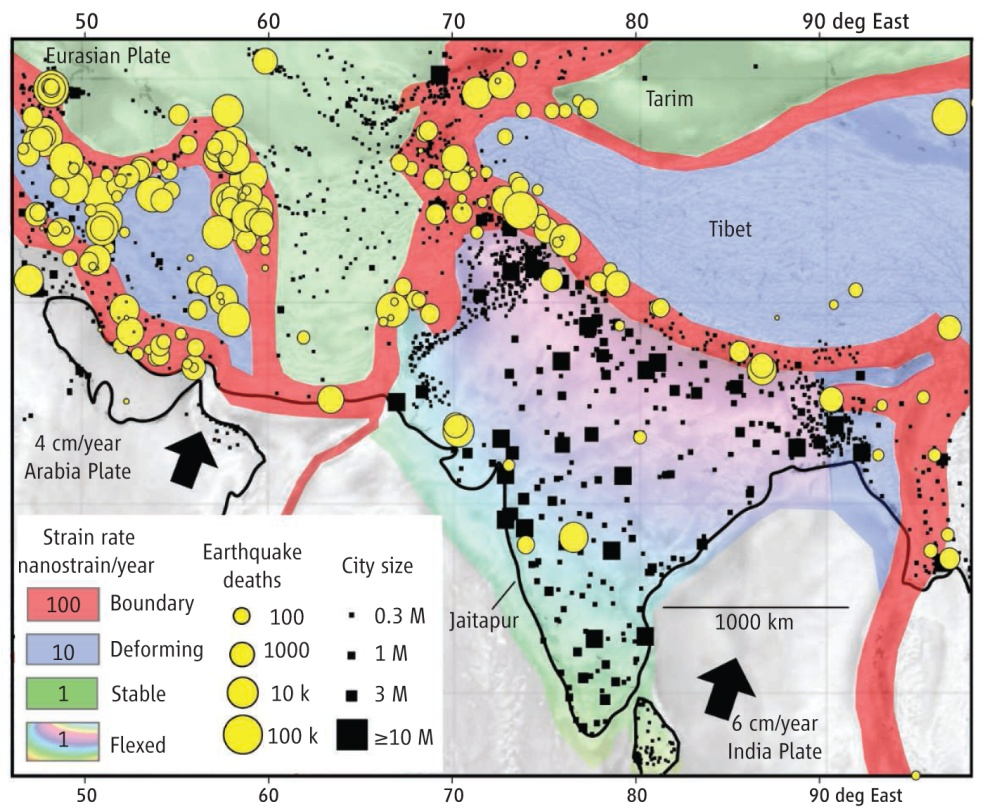 50 60 70 80 90 deg East
Eurasian Plate
Tarim
Tibet
4 cm/year
Arabia Plate
Jaitapur
1000 km
6 cm/year
India Plate
Strain rate
nanostrain/year
100 Boundary
10 Deforming
1 Stable
1 Flexed
Earthquake
deaths
100
1000
10 k
100 k
City size
0.3 M
1 M
3 M
≥10 M
50 60 70 80 90 deg East